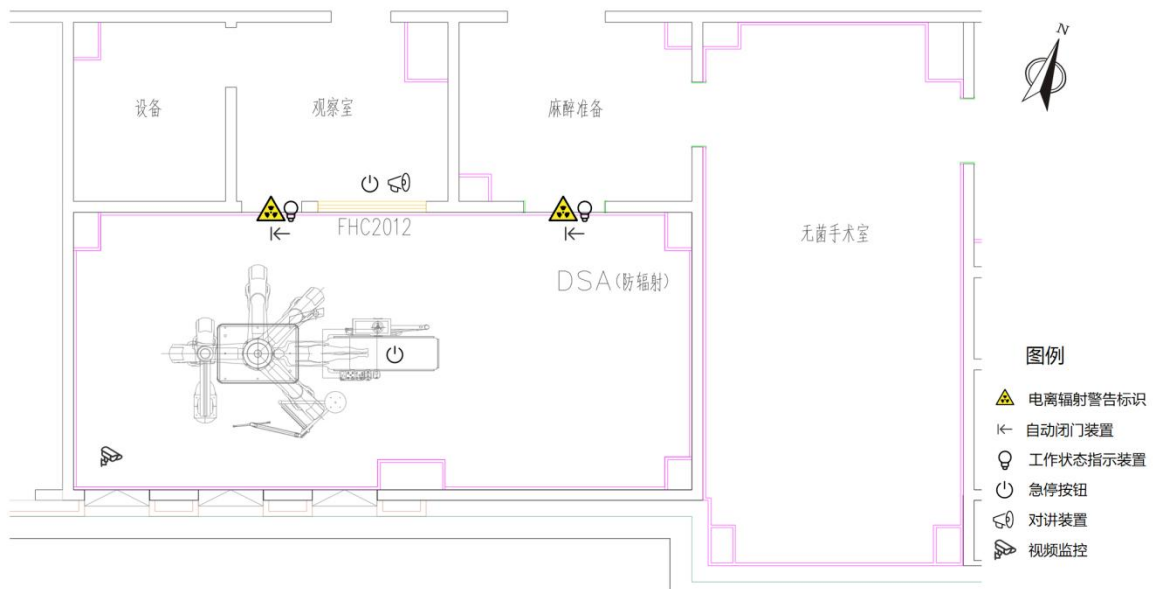 N
设备
观察室
麻醉准备
FHC2012
无菌手术室
DSA(防辐射)
图例
电离辐射警告标识
自动闭门装置
工作状态指示装置
急停按钮
对讲装置
视频监控